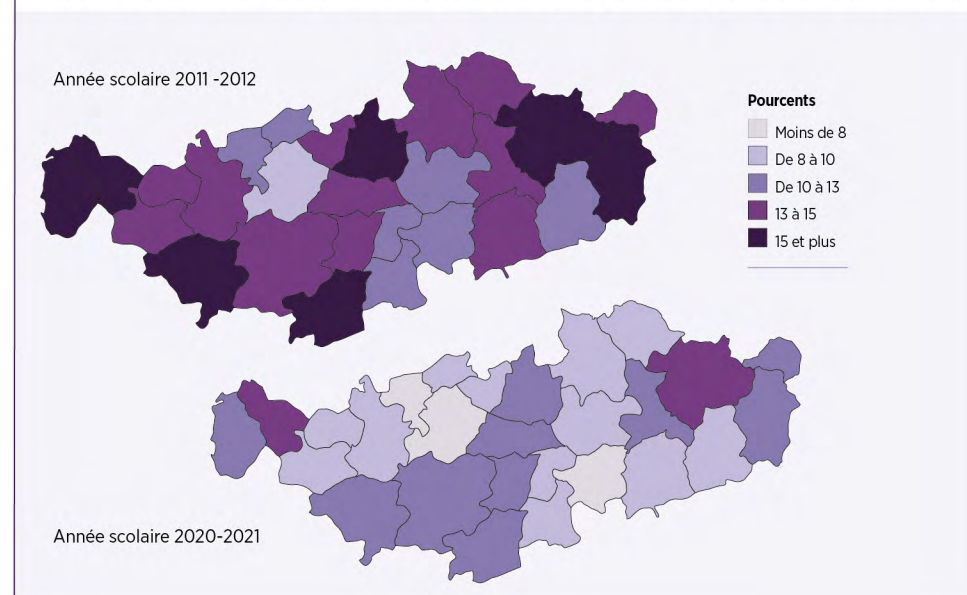 Année scolaire 2011 -2012
Pourcents
Moins de 8
De 8 à 10
De 10 à 13
13 à 15
15 et plus
Année scolaire 2020-2021